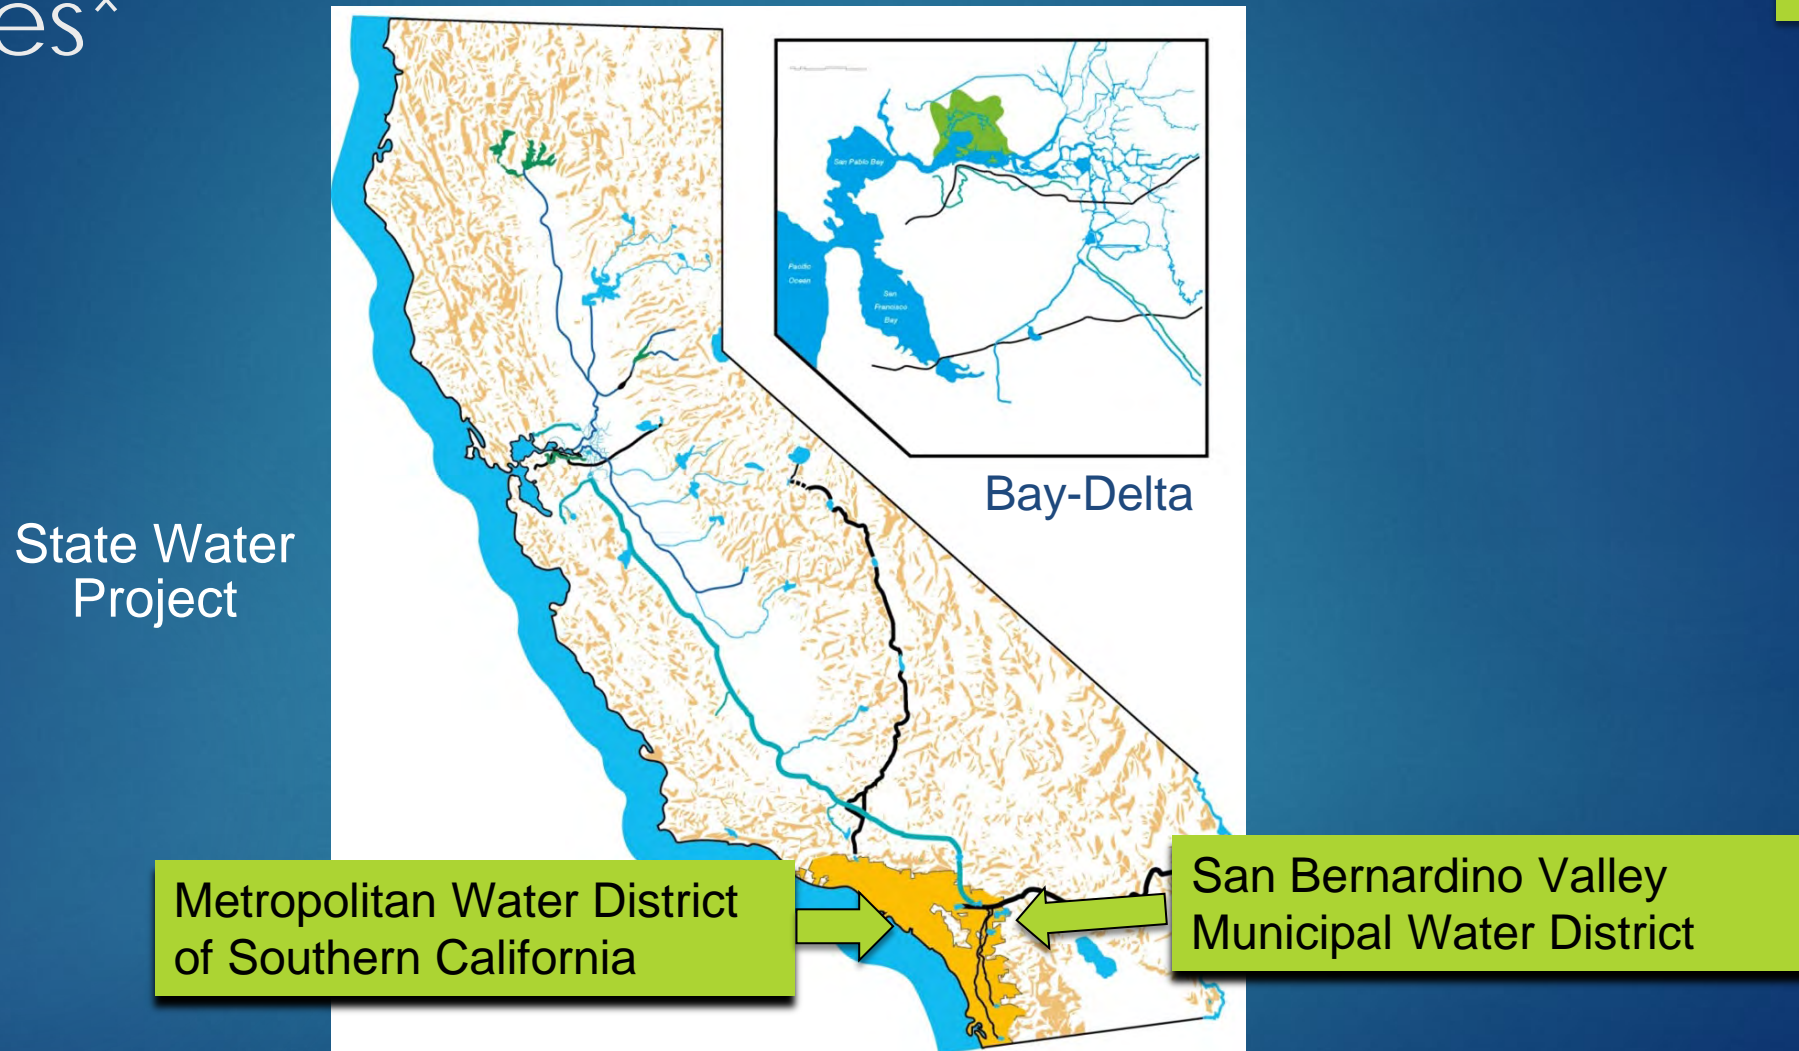 es*
San Pablo Bay
Pacific
Ocean
San
Francisco
Bay
Bay-Delta
State Water
Project
Metropolitan Water District
of Southern California
San Bernardino Valley
Municipal Water District